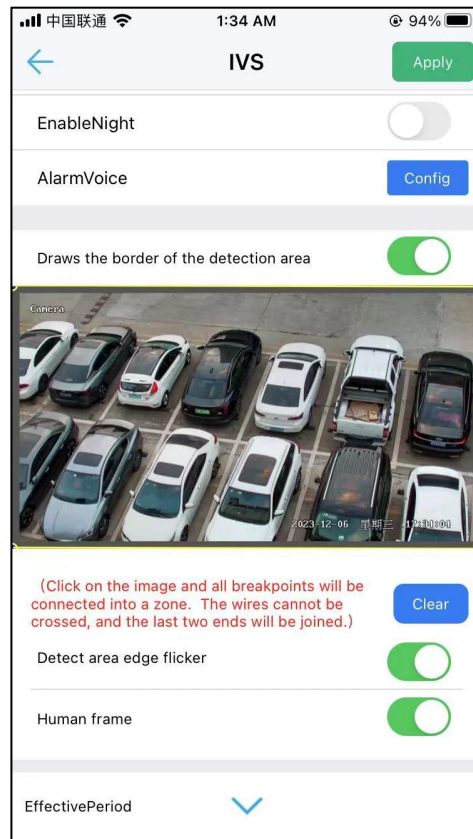 中国联通 1:34 AM 94%
IVS Apply
EnableNight
AlarmVoice Config
Draws the border of the detection area
Camera
2023-12-06 星期三
(Click on the image and all breakpoints will be
connected into a zone. The wires cannot be
crossed, and the last two ends will be joined.)
Clear
Detect area edge flicker
Human frame
EffectivePeriod